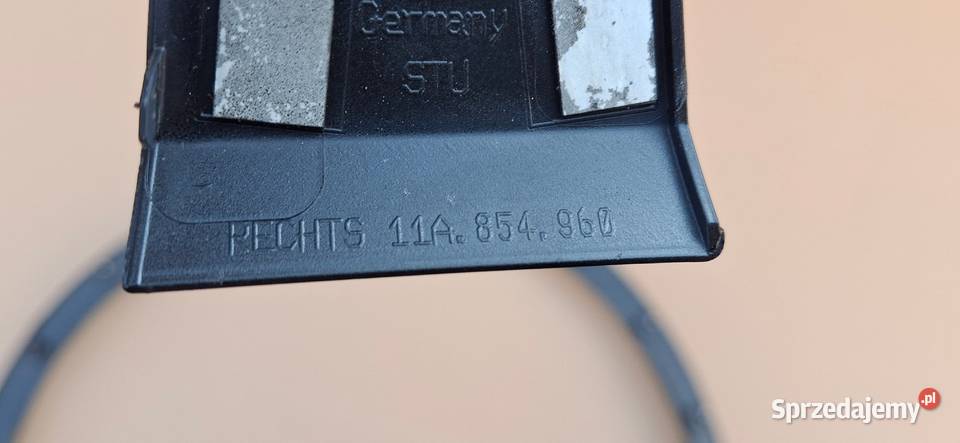 Germany
STU
RECHTS 11A.854.960
Sprzedajemy.pl